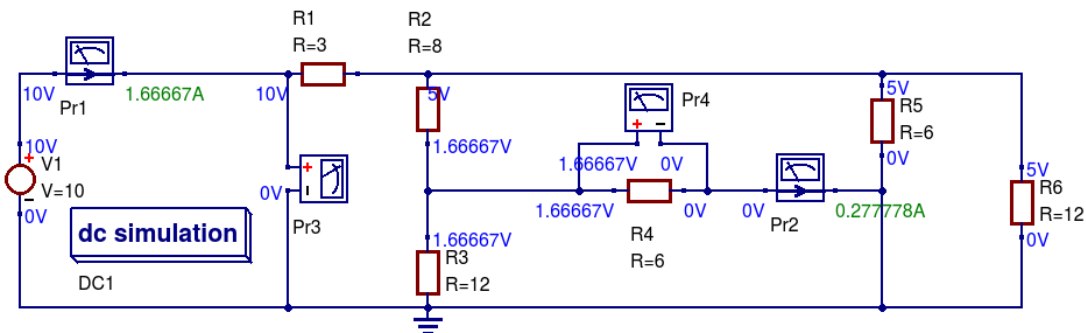 R1
R=3
R2
R=8
10V
Pr1
1.66667A
10V
5V
Pr4
+ –
5V
R5
R=6
10V
+
V1
V=10
–
0V
1.66667V
1.66667V
0V
0V
+
–
0V
Pr3
1.66667V
0V
0V
Pr2
0.277778A
5V
R6
R=12
0V
dc simulation
DC1
1.66667V
R3
R=12
R4
R=6